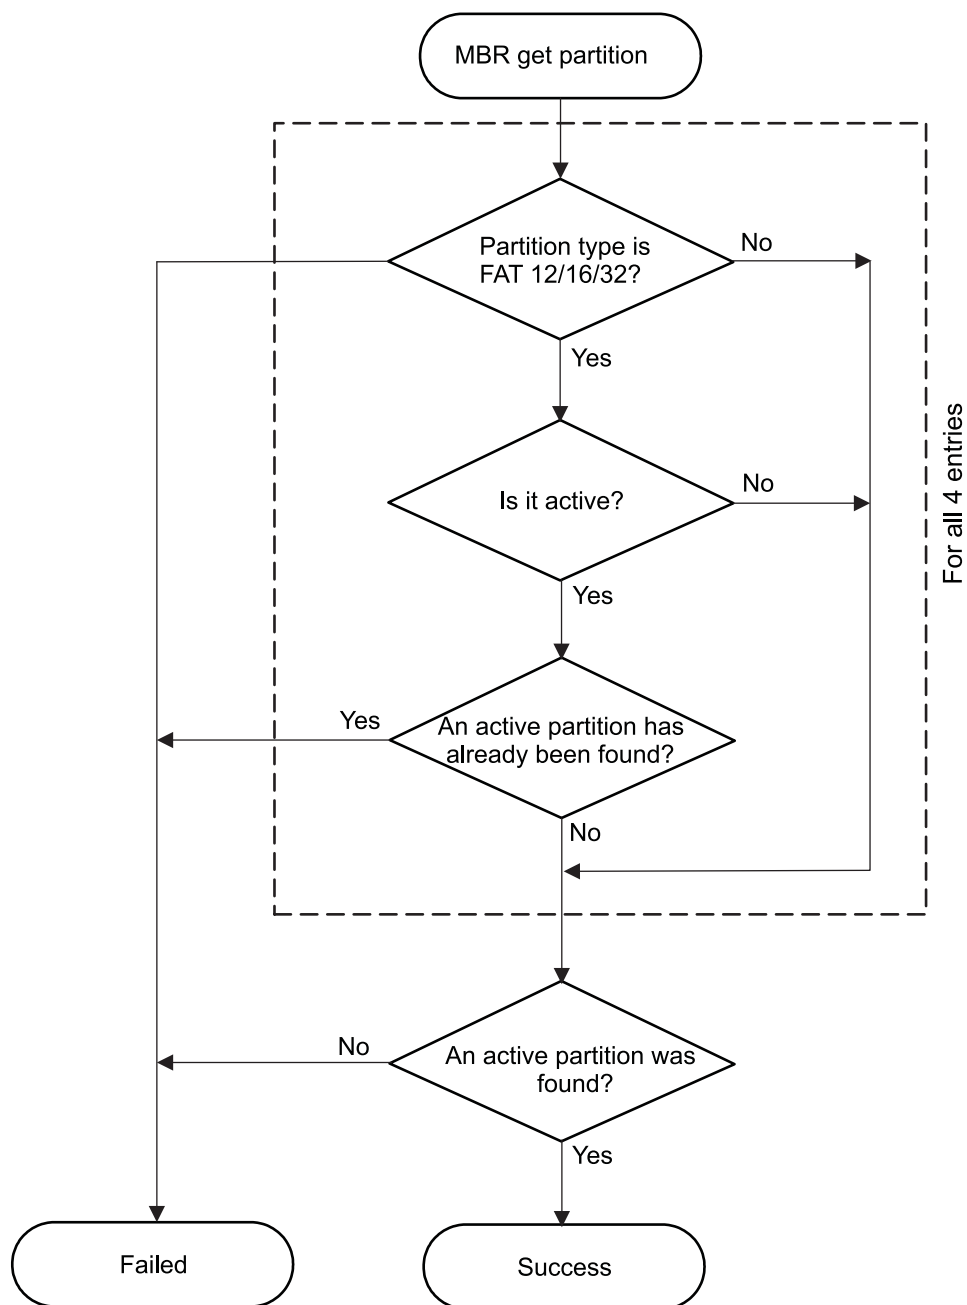 MBR get partition
Partition type is
FAT 12/16/32?
No
Yes
Is it active?
No
Yes
For all 4 entries
An active partition has
already been found?
Yes
No
An active partition was
found?
No
Yes
Failed
Success